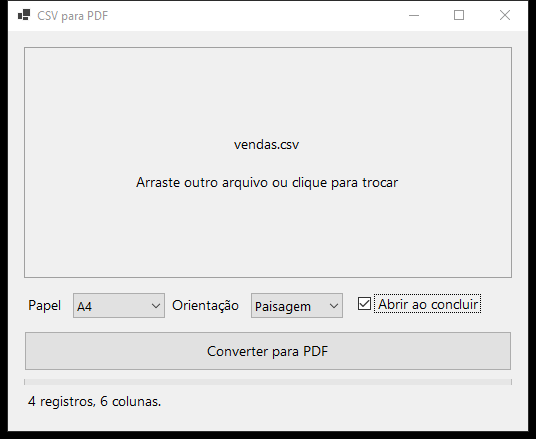 CSV para PDF
vendas.csv
Arraste outro arquivo ou clique para trocar
Papel A4 Orientação Paisagem Abrir ao concluir
Converter para PDF
4 registros, 6 colunas.